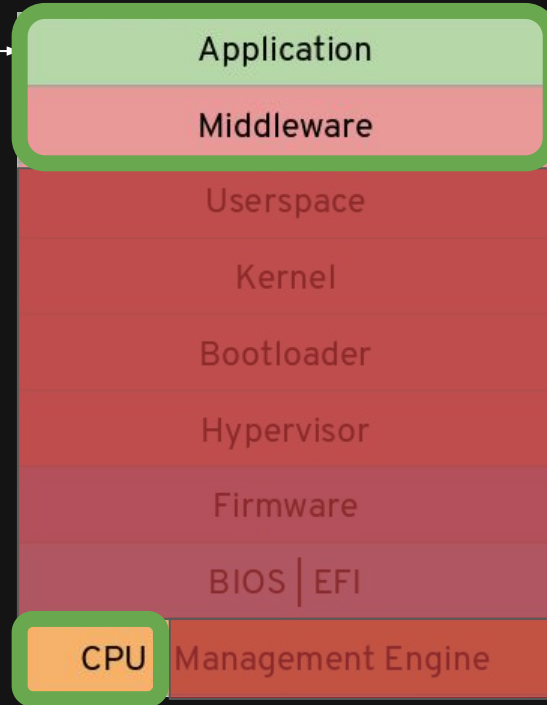 Application
Middleware
Userspace
Kernel
Bootloader
Hypervisor
Firmware
BIOS | EFI
CPU Management Engine